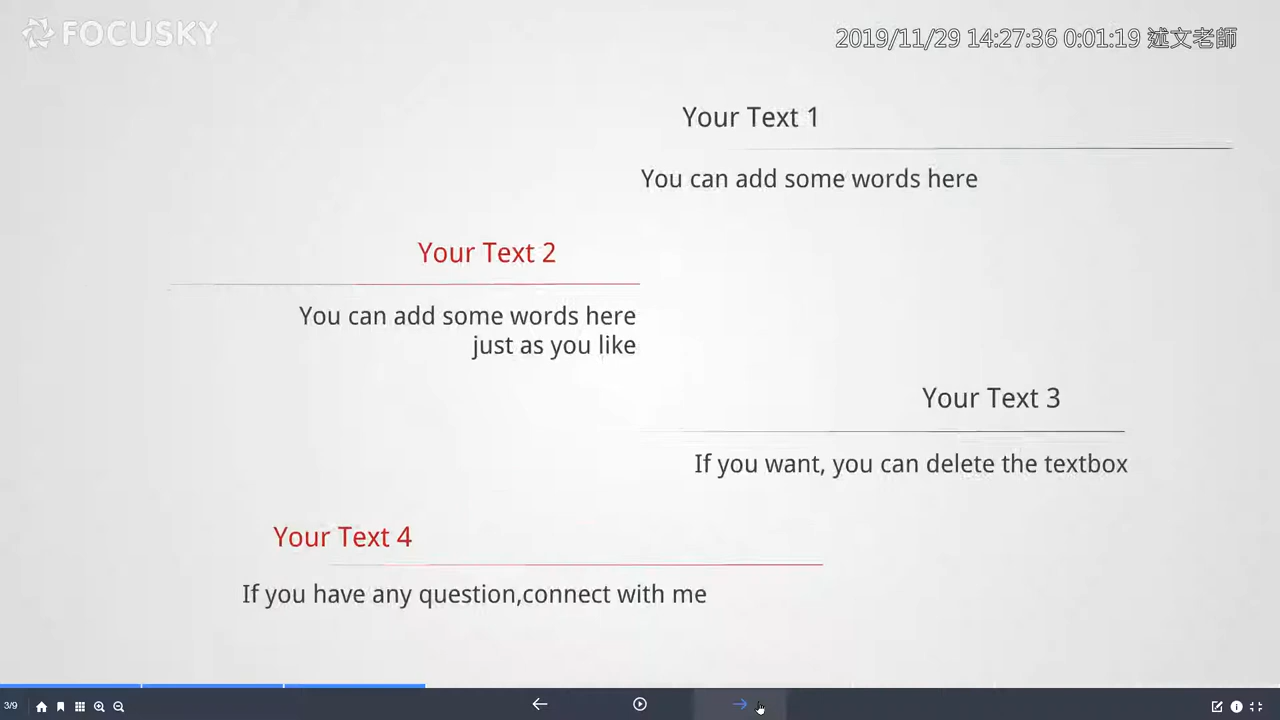 FOCUSKY
2019/11/29 14:27:36 0:01:19 述文老師
Your Text 1
You can add some words here
Your Text 2
You can add some words here
just as you like
Your Text 3
If you want, you can delete the textbox
Your Text 4
If you have any question,connect with me
3/9